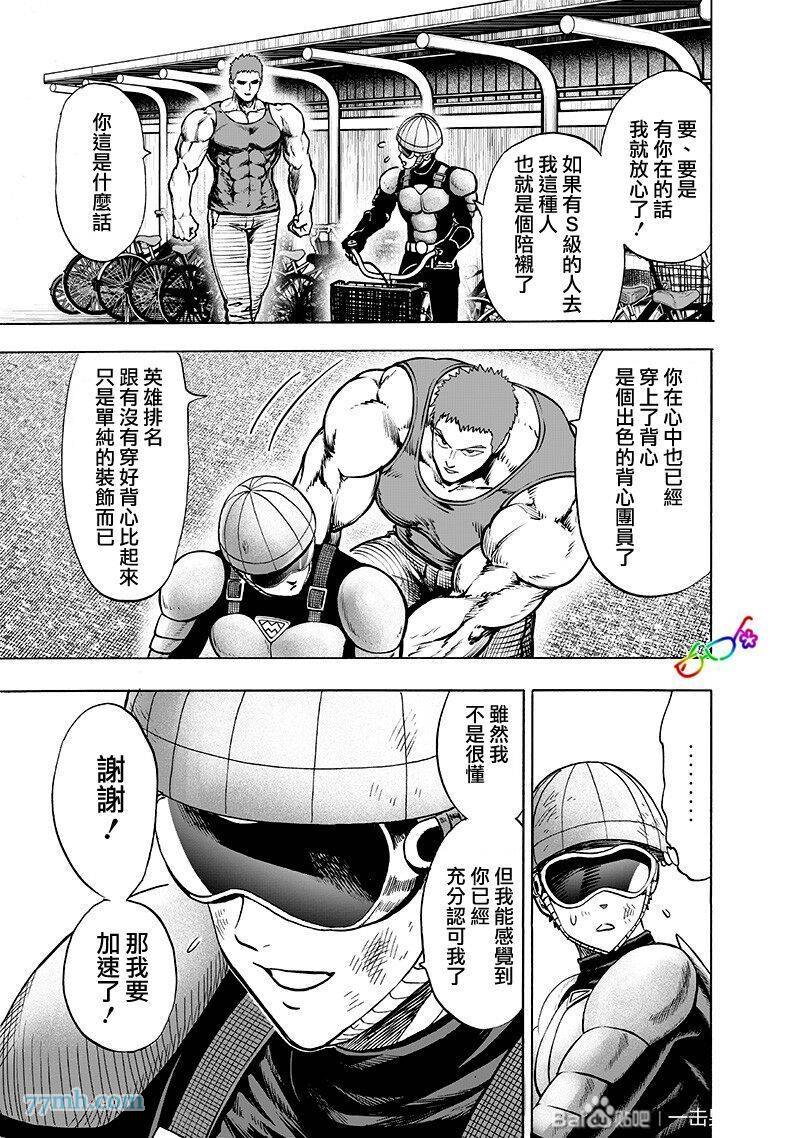 要、要是
有你在的話
我就放心了！
如果有S級的人去
我這種人
也就是個陪襯了
你這是什麼話
你在心中也已經
穿上了背心
是個出色的背心團員了
英雄排名
跟有沒有穿好背心比起來
只是單純的裝飾而已
………
雖然我
不是很懂
但我能感覺到
你已經
充分認可我了
謝謝！
那我要
加速了！
77mh.com
Bai貼吧 | 一击